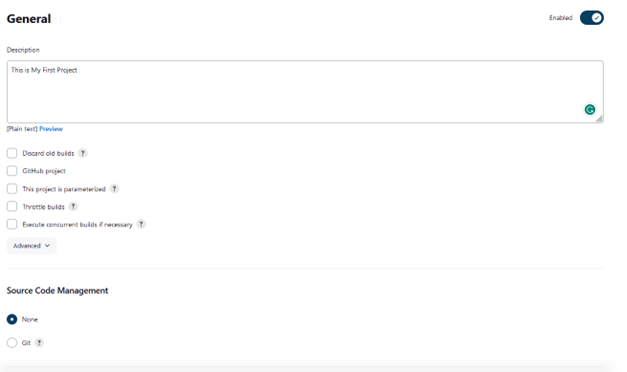 General
Enabled
Description
This is My First Project
[Plain text] Preview
Discard old builds ?
GitHub project
This project is parameterized ?
Throttle builds ?
Execute concurrent builds if necessary ?
Advanced
Source Code Management
None
Git ?